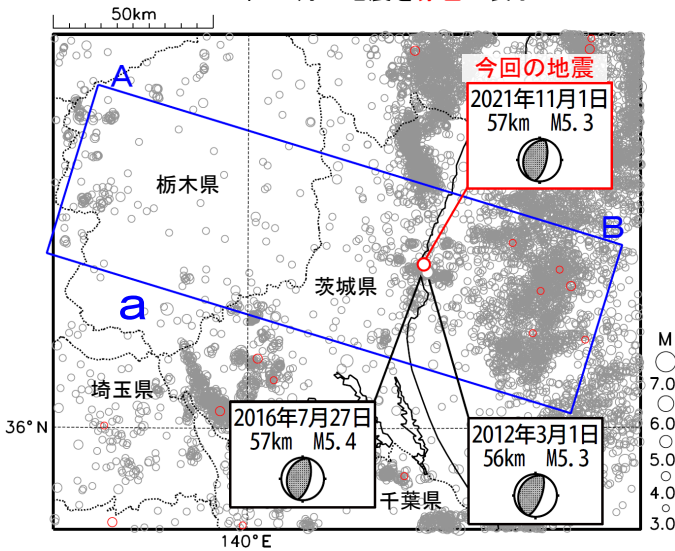 50km
今回の地震
2021年11月1日
57km M5.3
A
栃木県
B
茨城県
a
埼玉県
2016年7月27日
57km M5.4
2012年3月1日
56km M5.3
千葉県
36°N
140°E
M
7.0
6.0
5.0
4.0
3.0